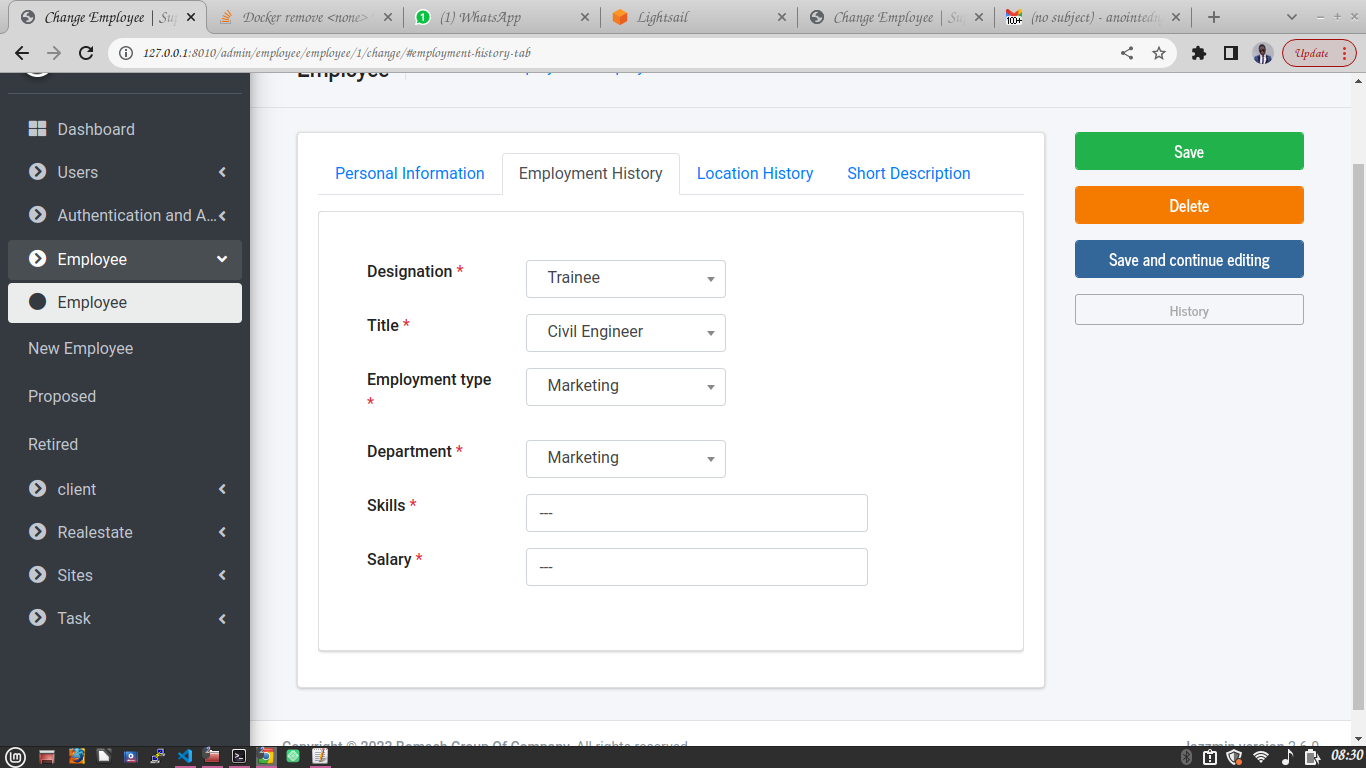 Change Employee | Su
Docker remove <none>
(1) WhatsApp
Lightsail
Change Employee | Su
100+
(no subject) - anointed
127.0.0.1:8010/admin/employee/employee/1/change/#employment-history-tab
Update
Employee
Dashboard
Users
Authentication and A...
Employee
Employee
New Employee
Proposed
Retired
client
Realestate
Sites
Task
Personal Information
Employment History
Location History
Short Description
Designation *
Trainee
Title *
Civil Engineer
Employment type
*
Marketing
Department *
Marketing
Skills *
---
Salary *
---
Save
Delete
Save and continue editing
History
Group Of Company. All rights reserved.
Jazzmin version 2.6.0
08:30